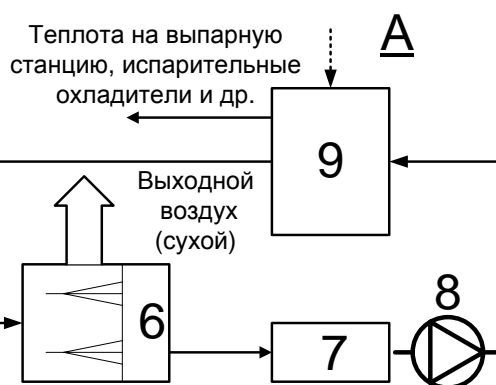 Теплота на выпарную
станцию, испарительные
охладители и др.
А
9
Выходной
воздух
(сухой)
6
7
8